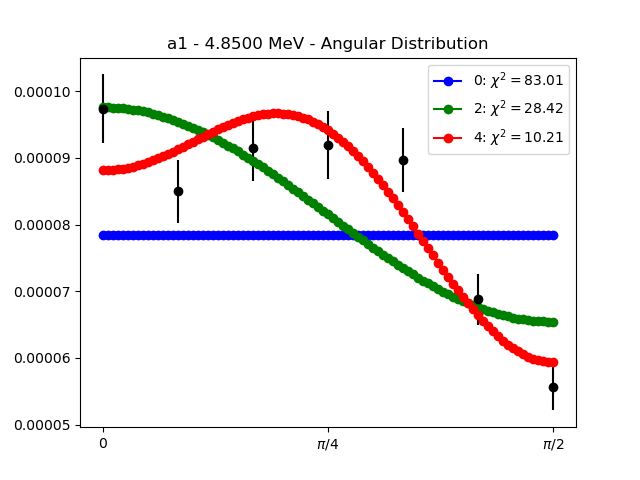 a1 - 4.8500 MeV - Angular Distribution
0: χ² = 83.01
2: χ² = 28.42
4: χ² = 10.21
0.00010
0.00009
0.00008
0.00007
0.00006
0.00005
0
π/4
π/2